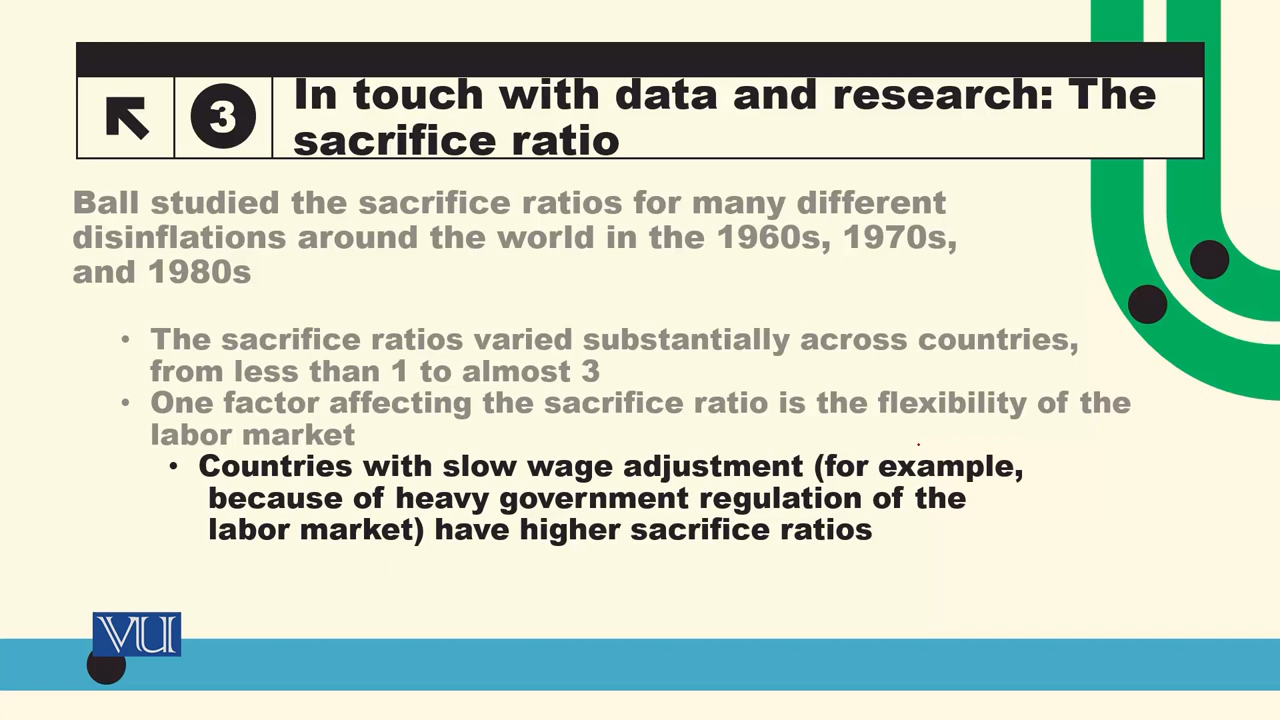 3
In touch with data and research: The
sacrifice ratio
Ball studied the sacrifice ratios for many different
disinflations around the world in the 1960s, 1970s,
and 1980s
• The sacrifice ratios varied substantially across countries,
from less than 1 to almost 3
• One factor affecting the sacrifice ratio is the flexibility of the
labor market
• Countries with slow wage adjustment (for example,
because of heavy government regulation of the
labor market) have higher sacrifice ratios
VU